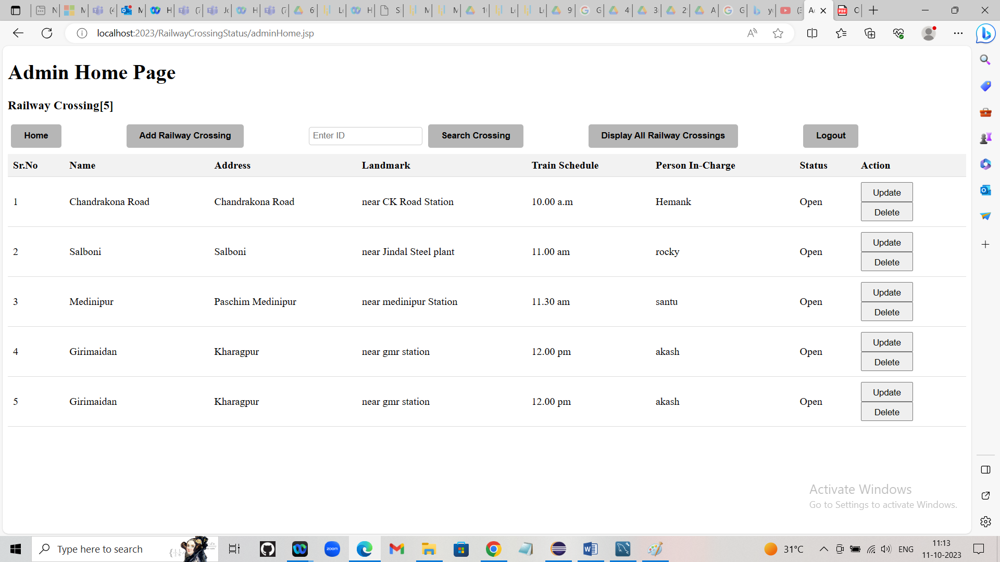 localhost:2023/RailwayCrossingStatus/adminHome.jsp
Admin Home Page
Railway Crossing[5]
Home Add Railway Crossing Enter ID Search Crossing Display All Railway Crossings Logout
Sr.No Name Address Landmark Train Schedule Person In-Charge Status Action
1 Chandrakona Road Chandrakona Road near CK Road Station 10.00 a.m Hemank Open Update
Delete
2 Salboni Salboni near Jindal Steel plant 11.00 am rocky Open Update
Delete
3 Medinipur Paschim Medinipur near medinipur Station 11.30 am santu Open Update
Delete
4 Girimaidan Kharagpur near gmr station 12.00 pm akash Open Update
Delete
5 Girimaidan Kharagpur near gmr station 12.00 pm akash Open Update
Delete
Activate Windows
Go to Settings to activate Windows.
Type here to search
zoom
31°C
ENG
11:13
11-10-2023